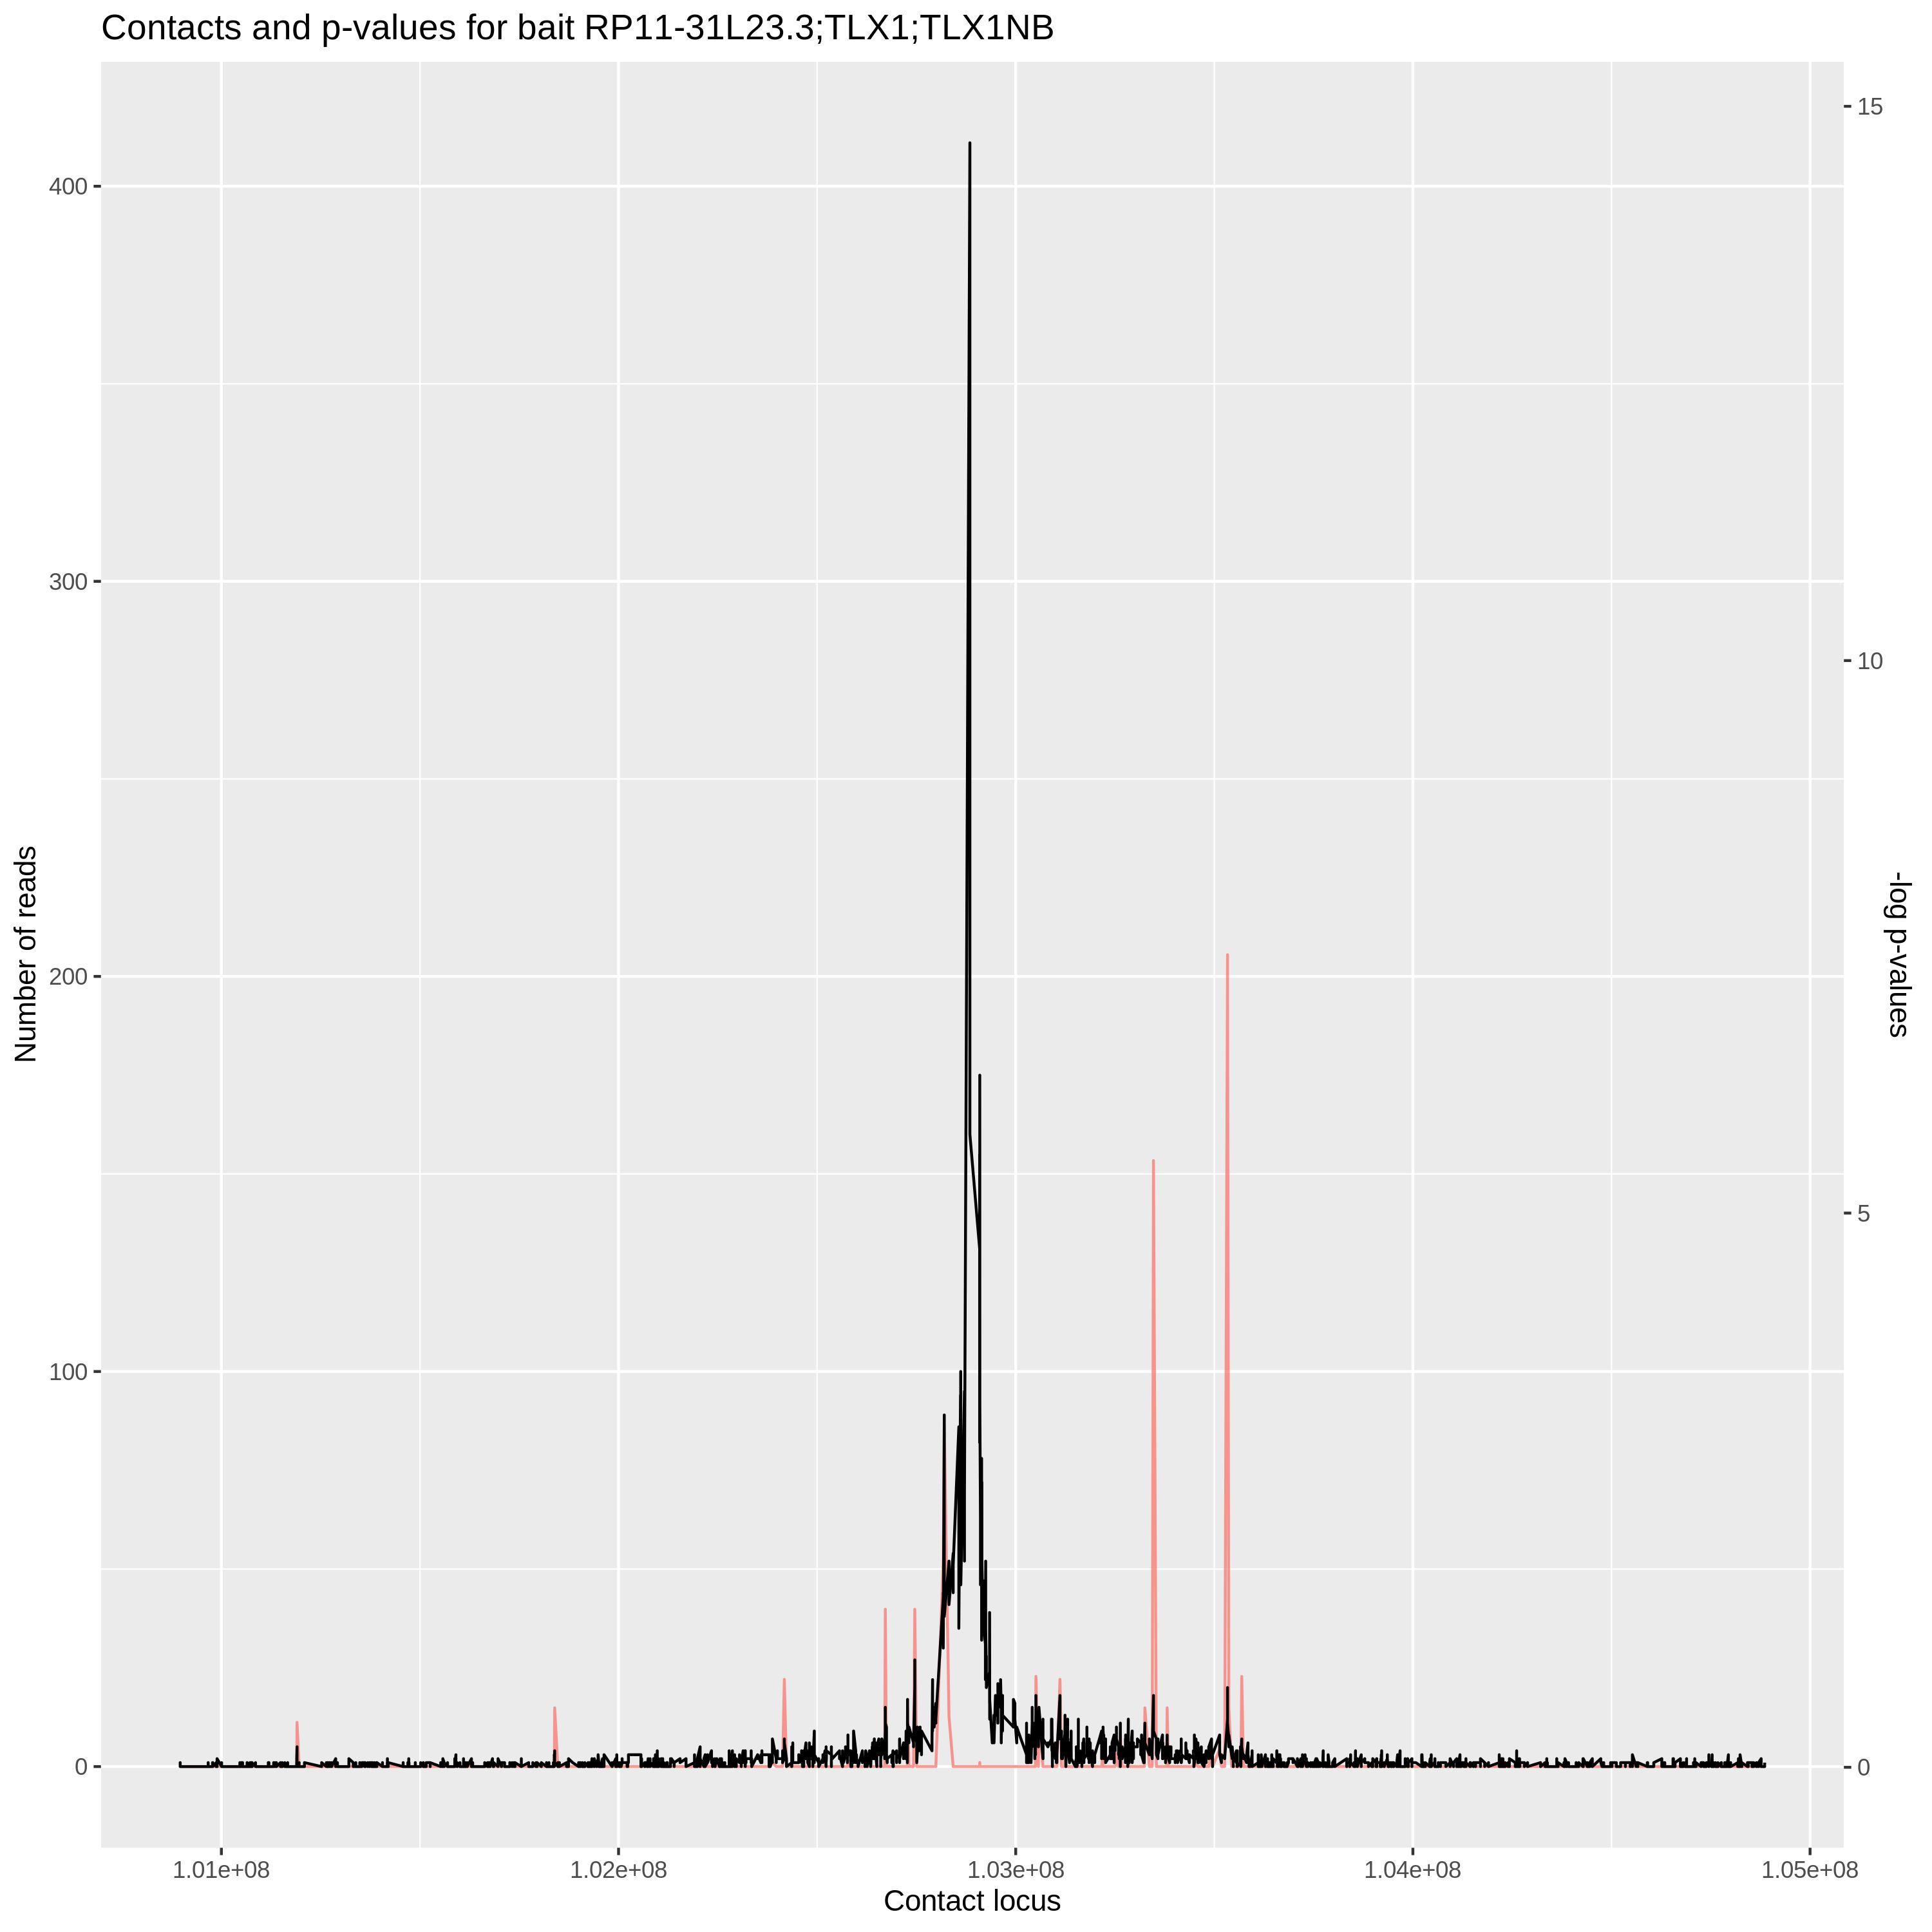 Contacts and p-values for bait RP11-31L23.3;TLX1;TLX1NB
Number of reads
400
300
200
100
0
15
10
5
0
-log p-values
1.01e+08 1.02e+08 1.03e+08 1.04e+08 1.05e+08
Contact locus